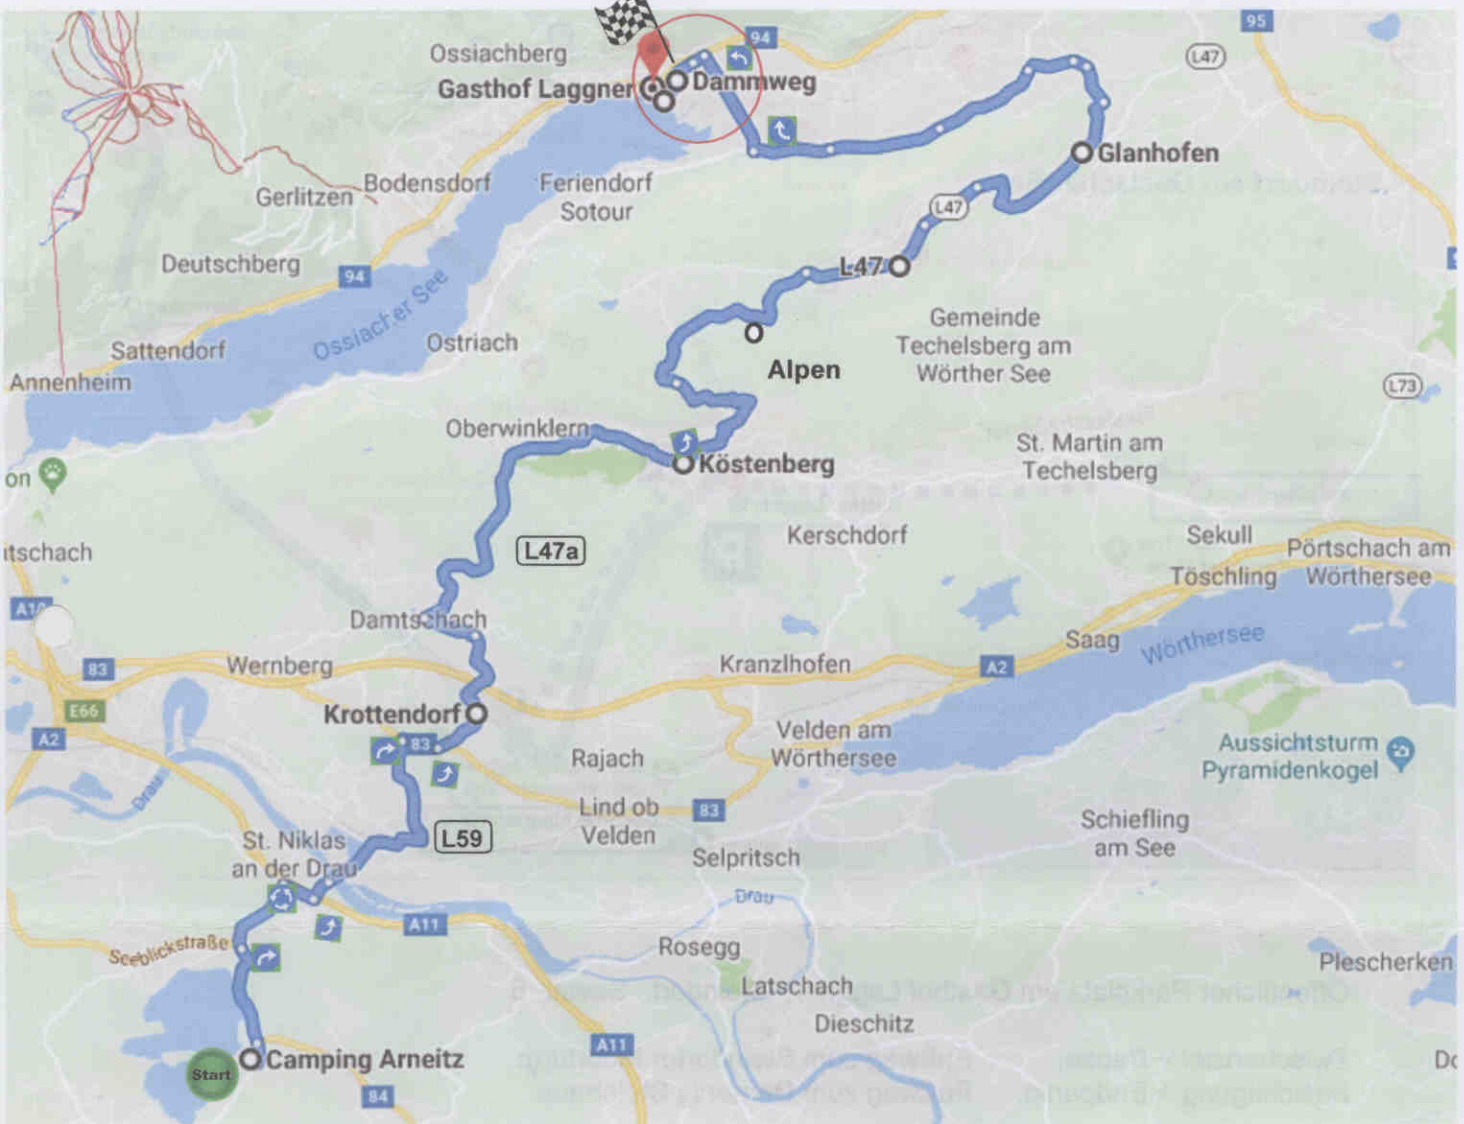 95
94
L47
Ossiachberg
Gasthof Laggner
Dammweg
Glanhofen
Bodensdorf
Feriendorf
Sotour
Gerlitzen
L47
Deutschberg
94
L47
Ossiacher See
Gemeinde
Techelsberg am
Wörther See
Sattendorf
Ostriach
Annenheim
Alpen
L73
Oberwinklern
St. Martin am
Techelsberg
Köstenberg
on
Kerschdorf
Sekull
Pörtschach am
Wörthersee
L47a
Töschling
A10
Damtschach
Saag
Wörthersee
83
Wernberg
Kranzlhofen
A2
E66
Krottendorf
A2
83
Velden am
Wörthersee
Aussichtsturm
Pyramidenkogel
Rajach
Drau
Lind ob
Velden
83
Schiefling
am See
St. Niklas
an der Drau
L59
Selpritsch
Drau
A11
Seeblickstraße
Rosegg
Plescherken
Latschach
Dieschitz
A11
Camping Arneitz
Start
84